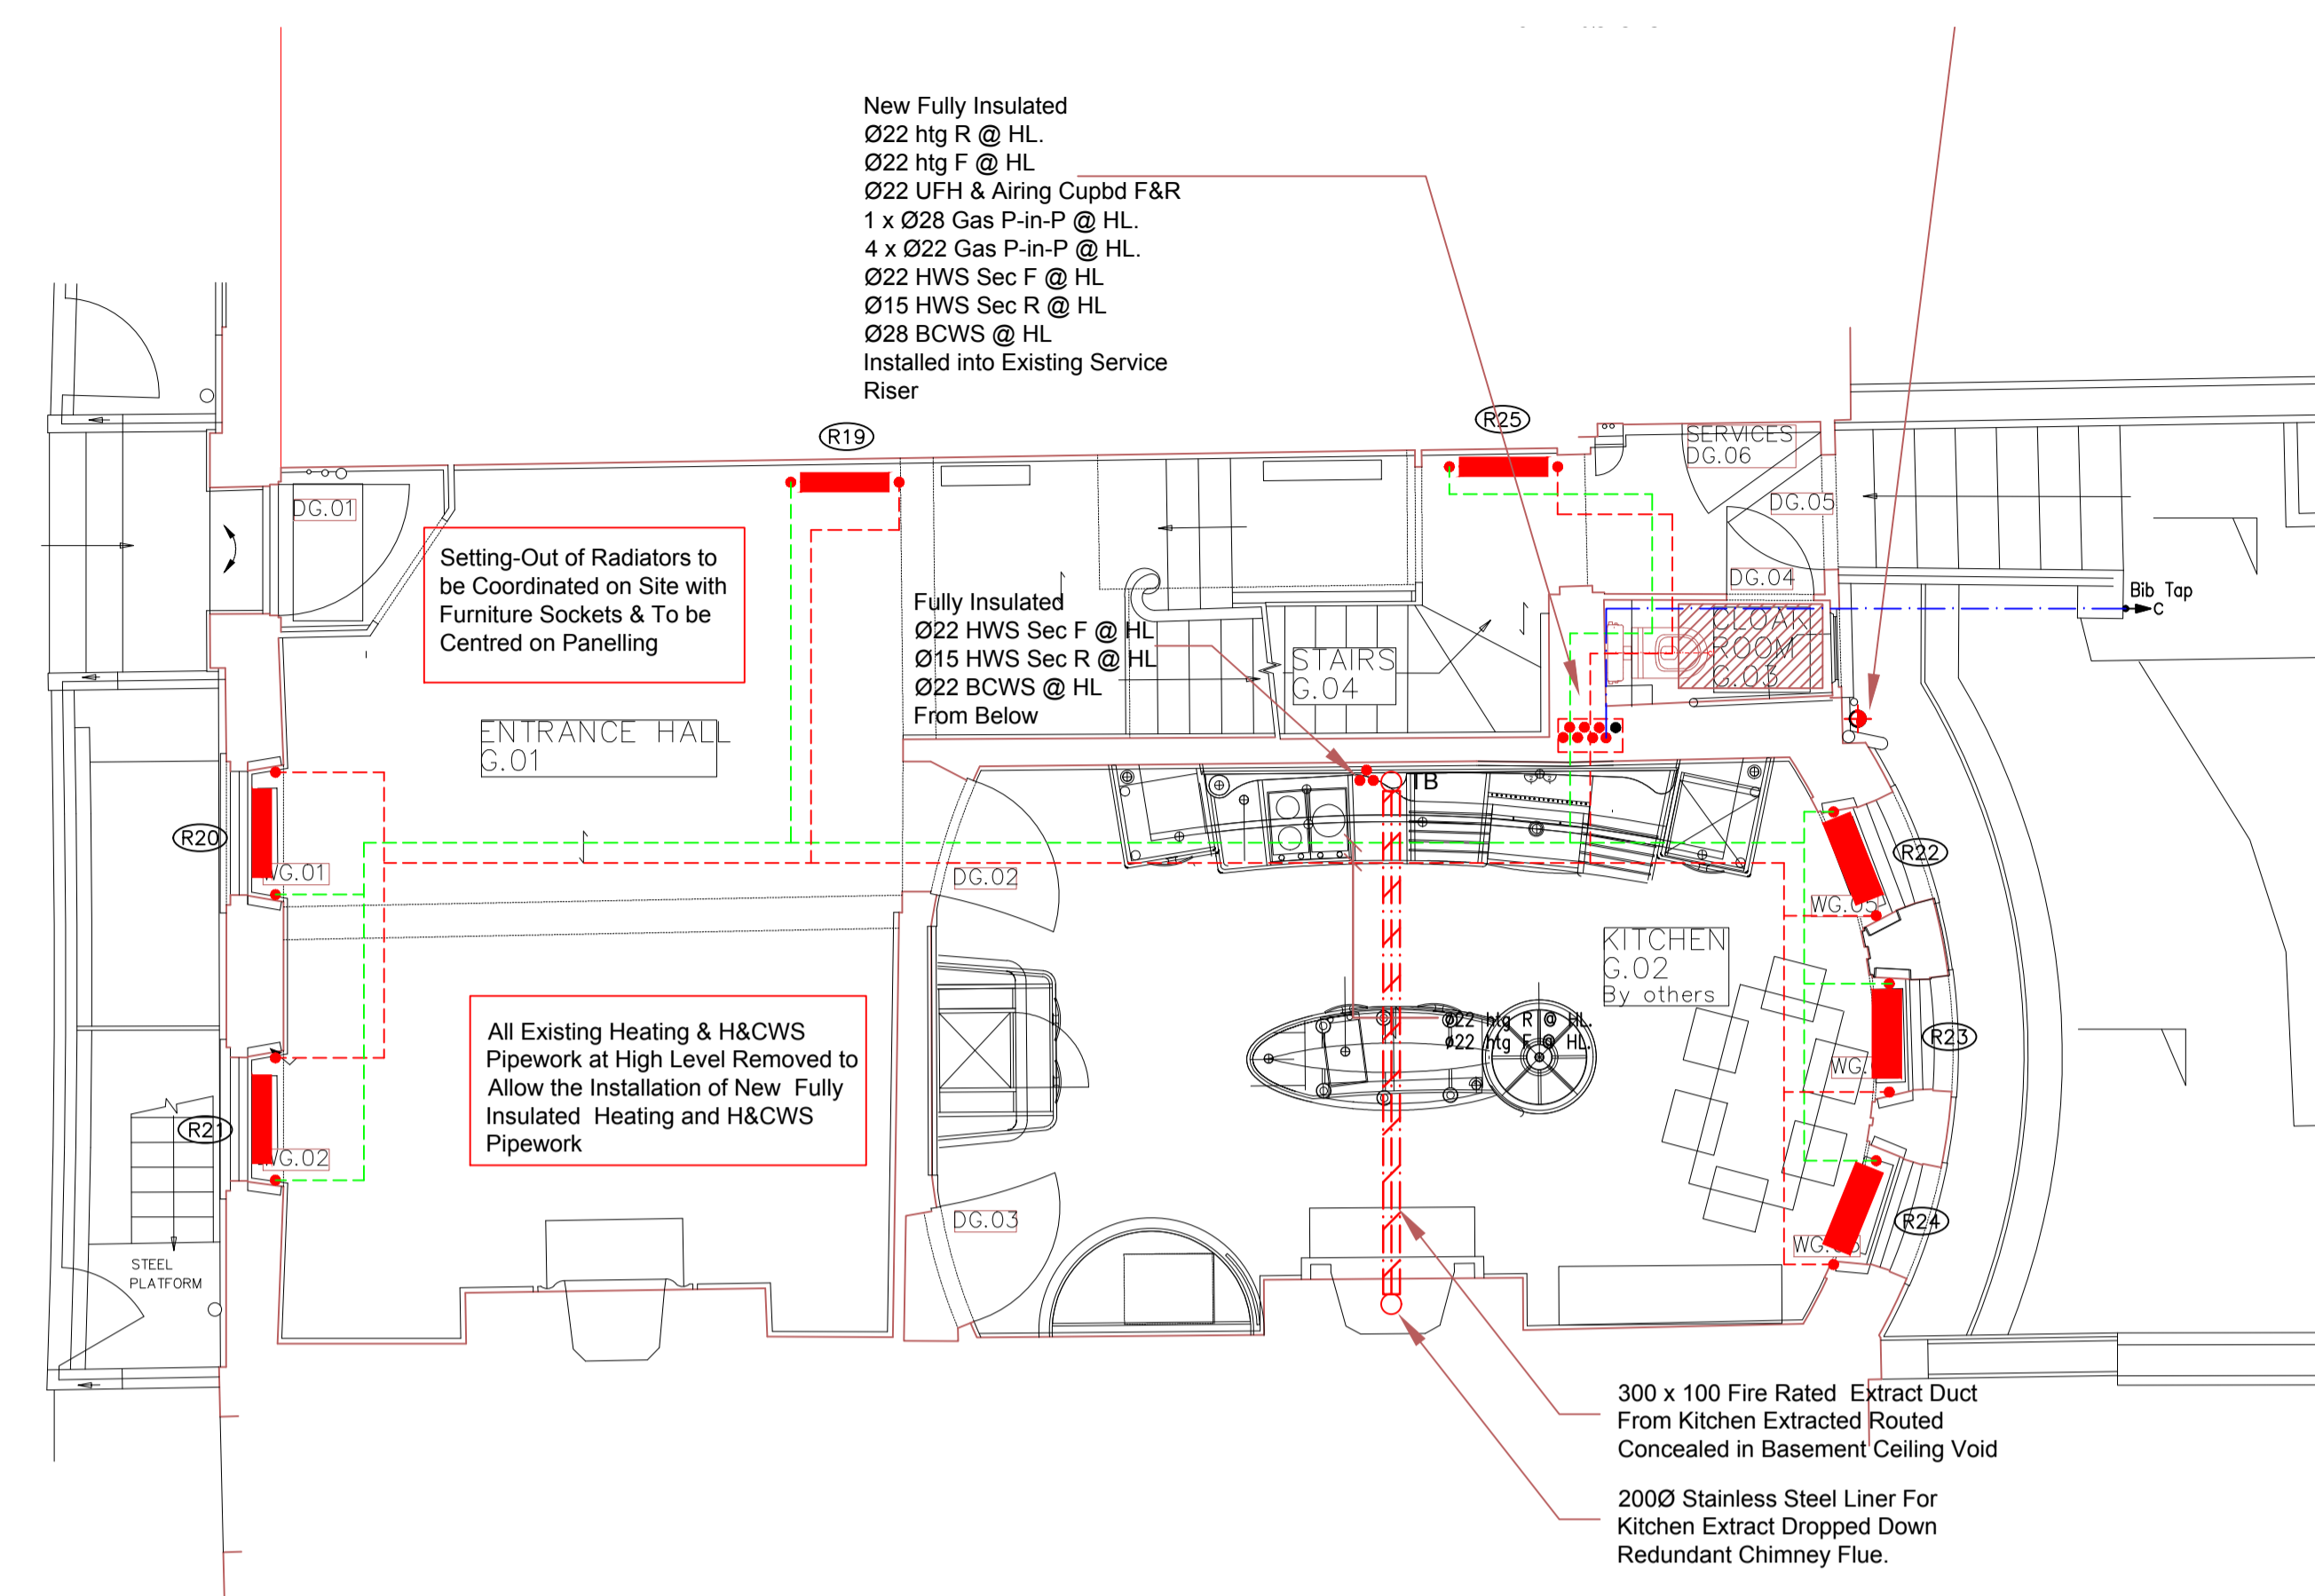 New Fully Insulated
Ø22 htg R @ HL.
Ø22 htg F @ HL
Ø22 UFH & Airing Cupbd F&R
1 x Ø28 Gas P-in-P @ HL.
4 x Ø22 Gas P-in-P @ HL.
Ø22 HWS Sec F @ HL
Ø15 HWS Sec R @ HL
Ø28 BCWS @ HL
Installed into Existing Service
Riser
R19
R25
SERVICES
DG.06
DG.01
DG.05
Setting-Out of Radiators to
be Coordinated on Site with
Furniture Sockets & To be
Centred on Panelling
DG.04
Bib Tap
C
Fully Insulated
Ø22 HWS Sec F @ HL
Ø15 HWS Sec R @ HL
Ø22 BCWS @ HL
From Below
CLOAK
ROOM
G.03
STAIRS
G.04
ENTRANCE HALL
G.01
TB
R20
WG.01
R22
DG.02
WG.05
KITCHEN
G.02
By others
All Existing Heating & H&CWS
Pipework at High Level Removed to
Allow the Installation of New Fully
Insulated Heating and H&CWS
Pipework
Ø22 htg R @ HL.
Ø22 htg F @ HL.
R23
WG.
R21
WG.02
DG.03
R24
WG.
STEEL
PLATFORM
300 x 100 Fire Rated Extract Duct
From Kitchen Extracted Routed
Concealed in Basement Ceiling Void
200Ø Stainless Steel Liner For
Kitchen Extract Dropped Down
Redundant Chimney Flue.